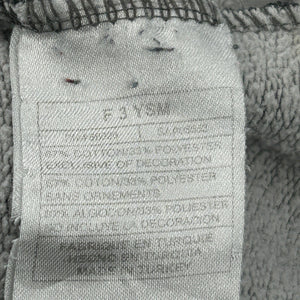 F 3 YSM
67% COTTON/33% POLYESTER
EXCLUSIVE OF DECORATION
67% COTON/33% POLYESTER
SANS ORNEMENTS
67% ALGODON/33% POLIESTER
NO INCLUYE LA DECORACION
FABRIQUE EN TURQUIE
HECHO EN TURQUIA
MADE IN TURKEY